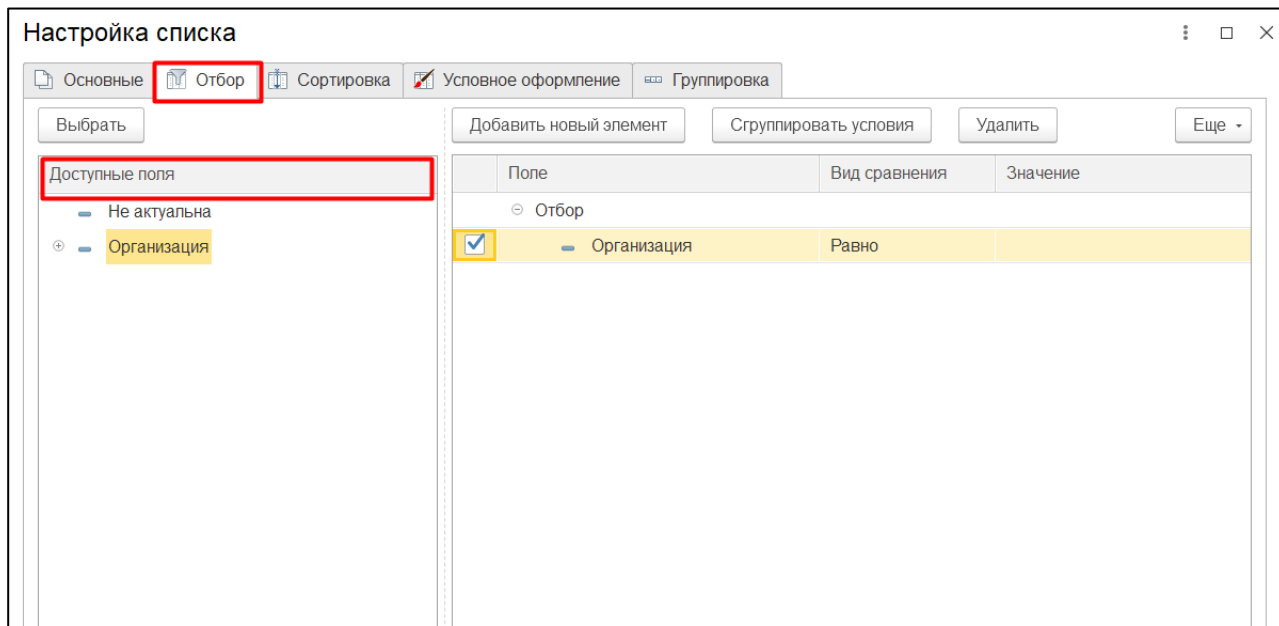 Настройка списка
Основные Отбор Сортировка Условное оформление Группировка
Выбрать Добавить новый элемент Сгруппировать условия Удалить Еще
Доступные поля Поле Вид сравнения Значение
Не актуальна Отбор
Организация Организация Равно